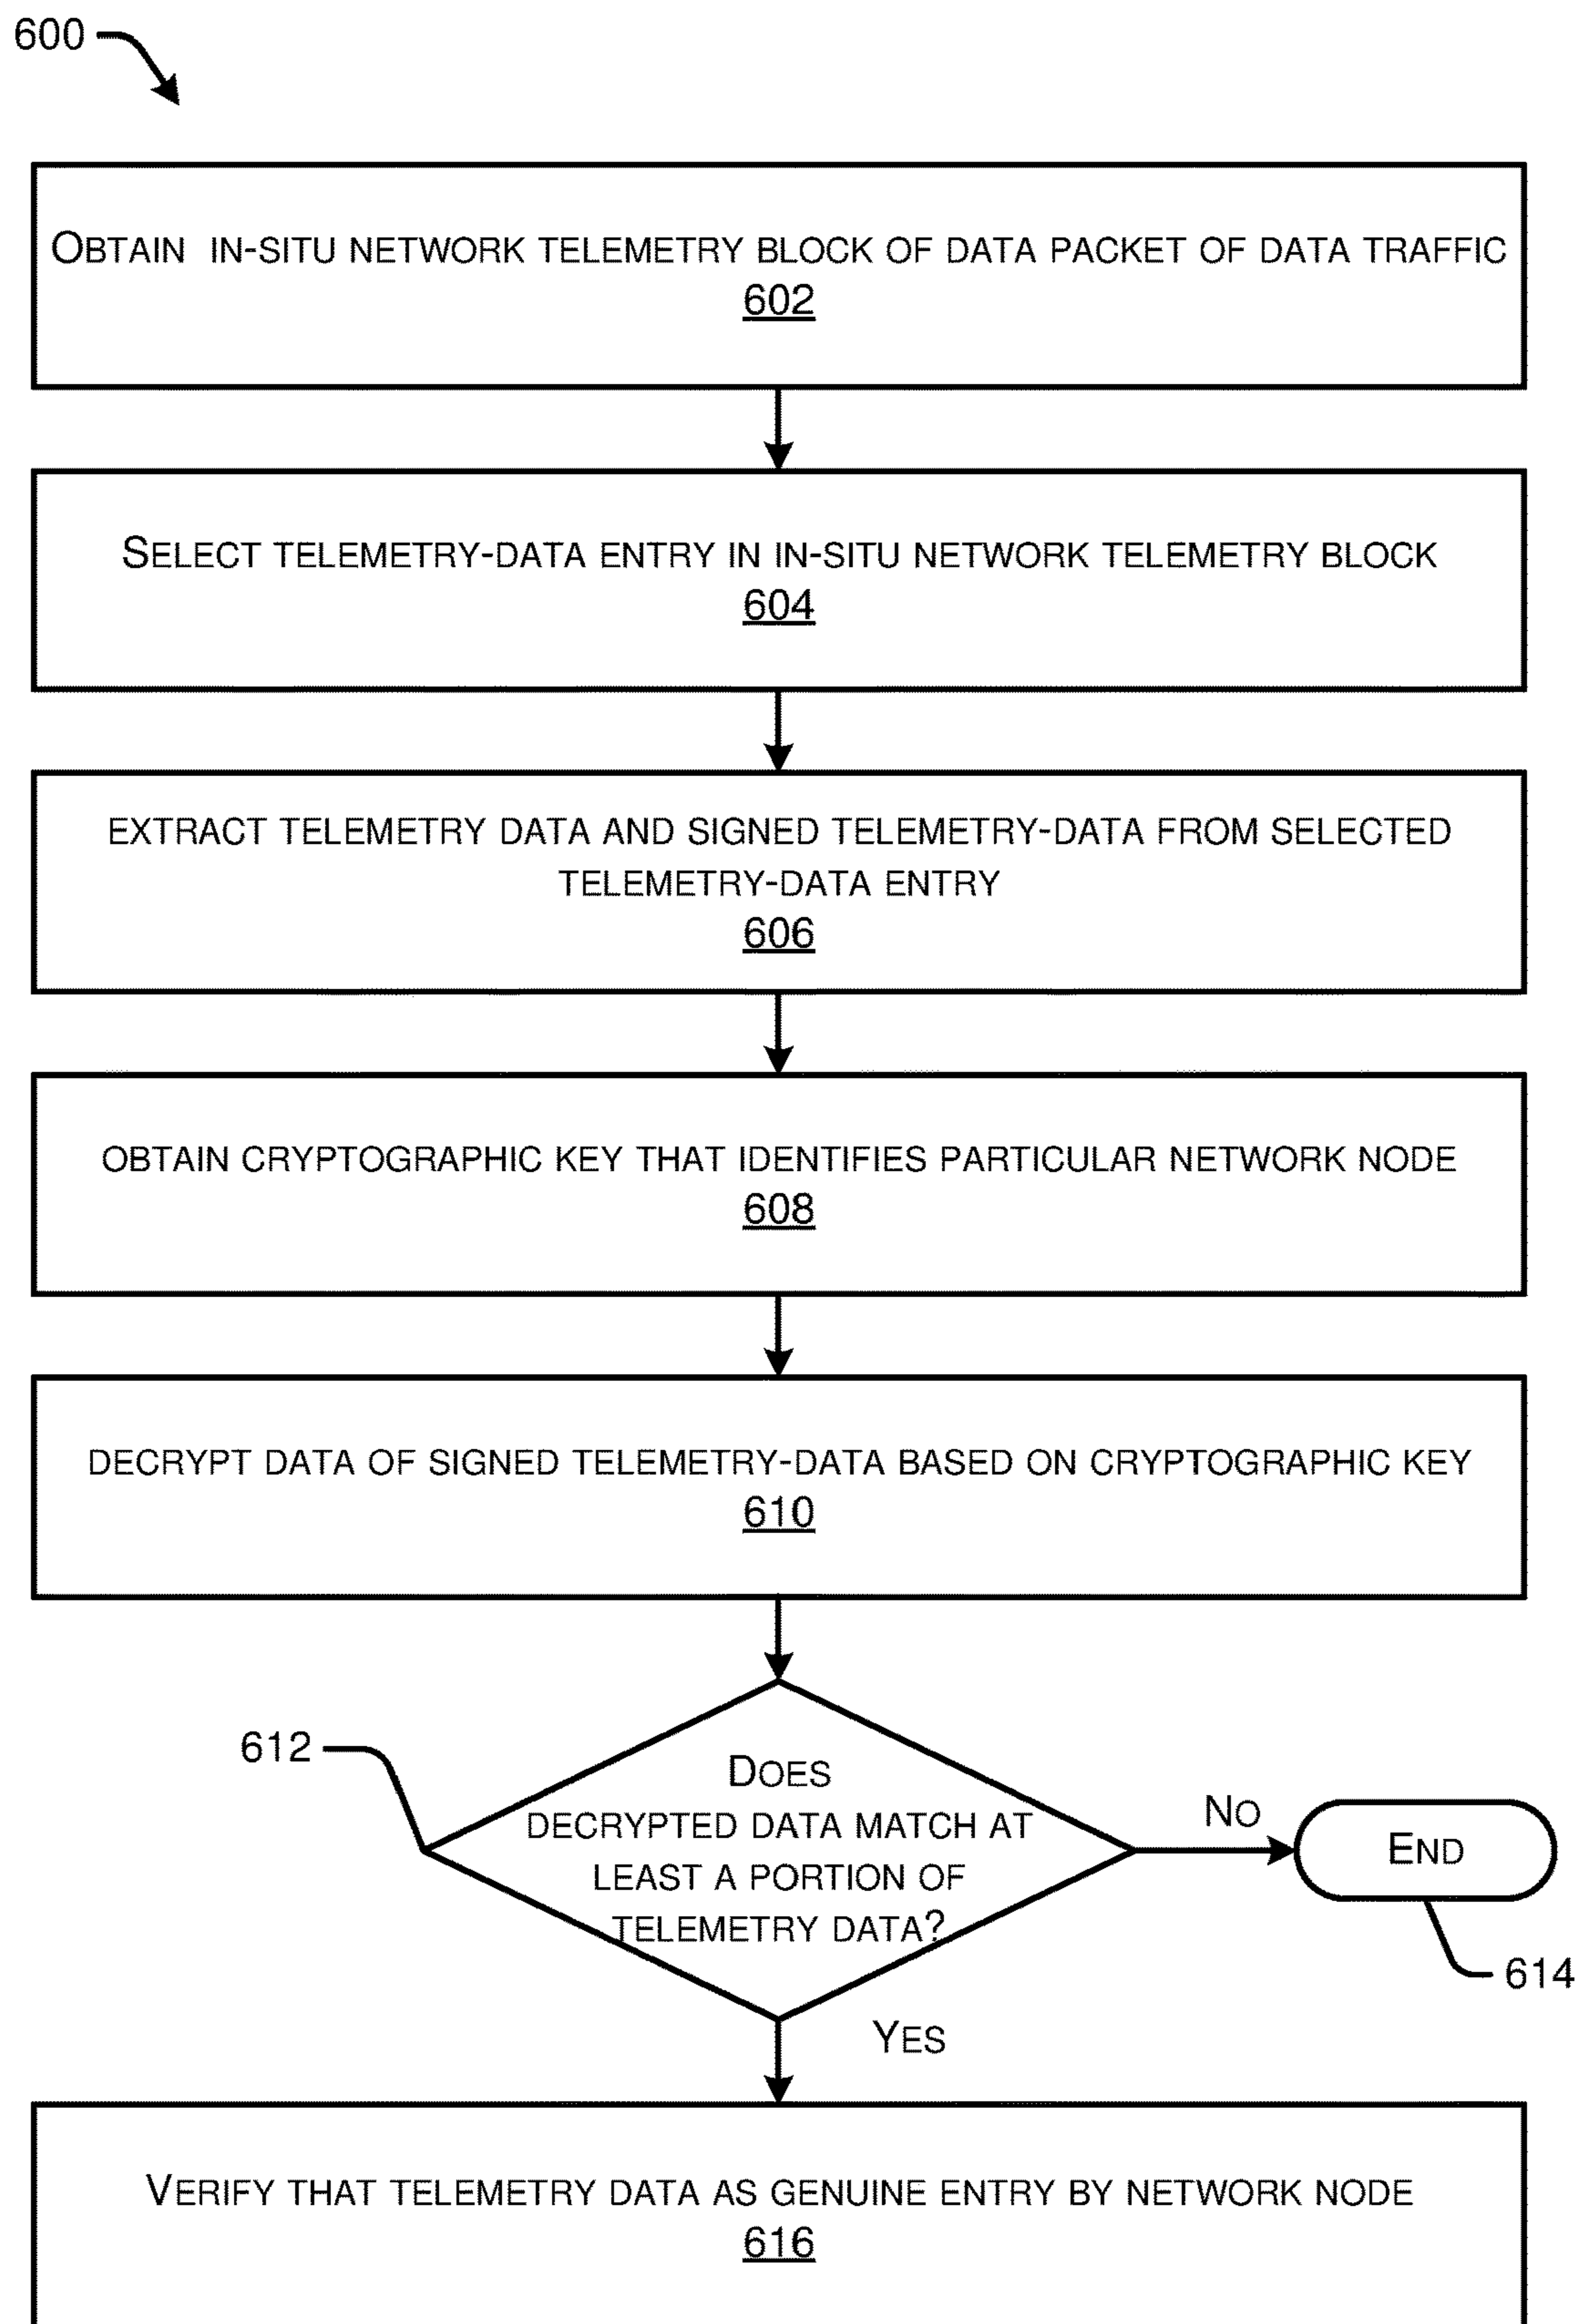 600
OBTAIN IN-SITU NETWORK TELEMETRY BLOCK OF DATA PACKET OF DATA TRAFFIC
602
SELECT TELEMETRY-DATA ENTRY IN IN-SITU NETWORK TELEMETRY BLOCK
604
EXTRACT TELEMETRY DATA AND SIGNED TELEMETRY-DATA FROM SELECTED
TELEMETRY-DATA ENTRY
606
OBTAIN CRYPTOGRAPHIC KEY THAT IDENTIFIES PARTICULAR NETWORK NODE
608
DECRYPT DATA OF SIGNED TELEMETRY-DATA BASED ON CRYPTOGRAPHIC KEY
610
612
DOES
DECRYPTED DATA MATCH AT
LEAST A PORTION OF
TELEMETRY DATA?
NO
END
614
YES
VERIFY THAT TELEMETRY DATA AS GENUINE ENTRY BY NETWORK NODE
616